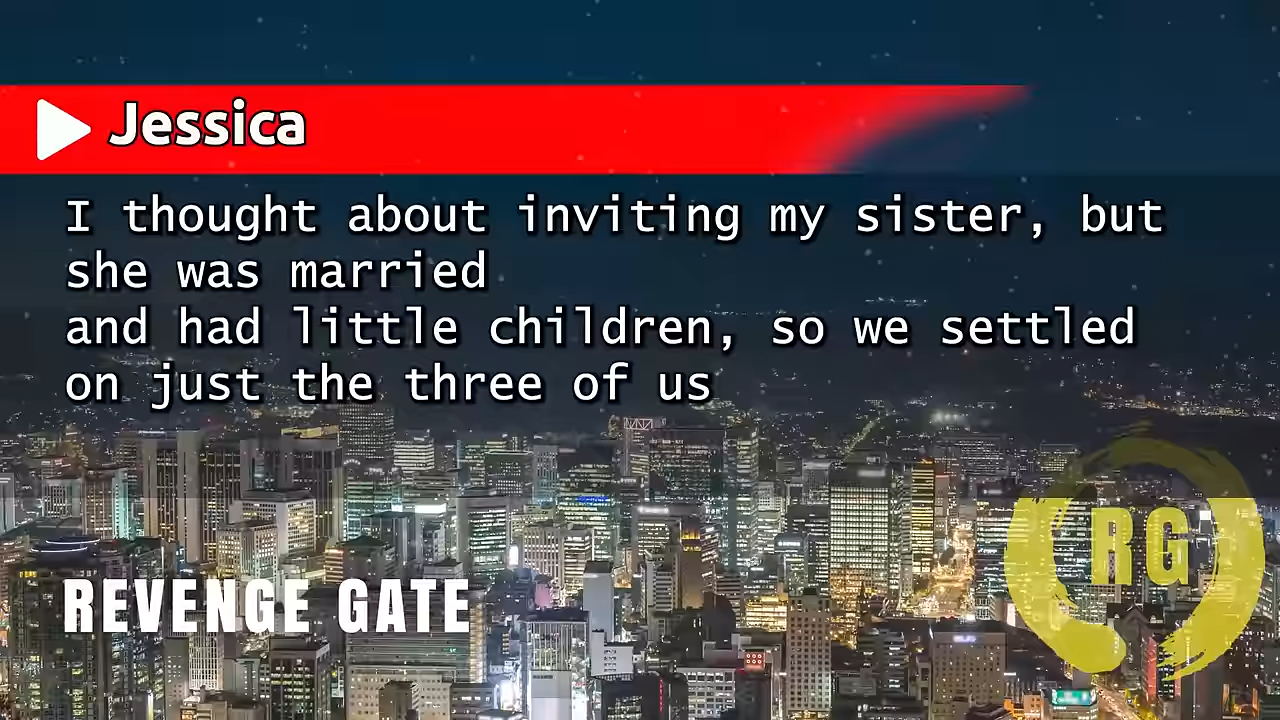 Jessica
I thought about inviting my sister, but
she was married
and had little children, so we settled
on just the three of us
RG
REVENGE GATE